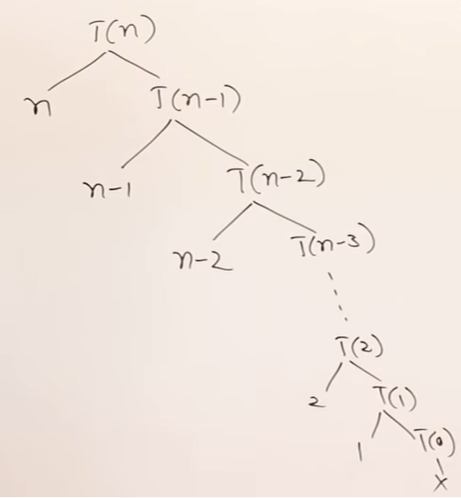 T(n)
n T(n-1)
n-1 T(n-2)
n-2 T(n-3)
T(2)
2 T(1)
1 T(0)
x